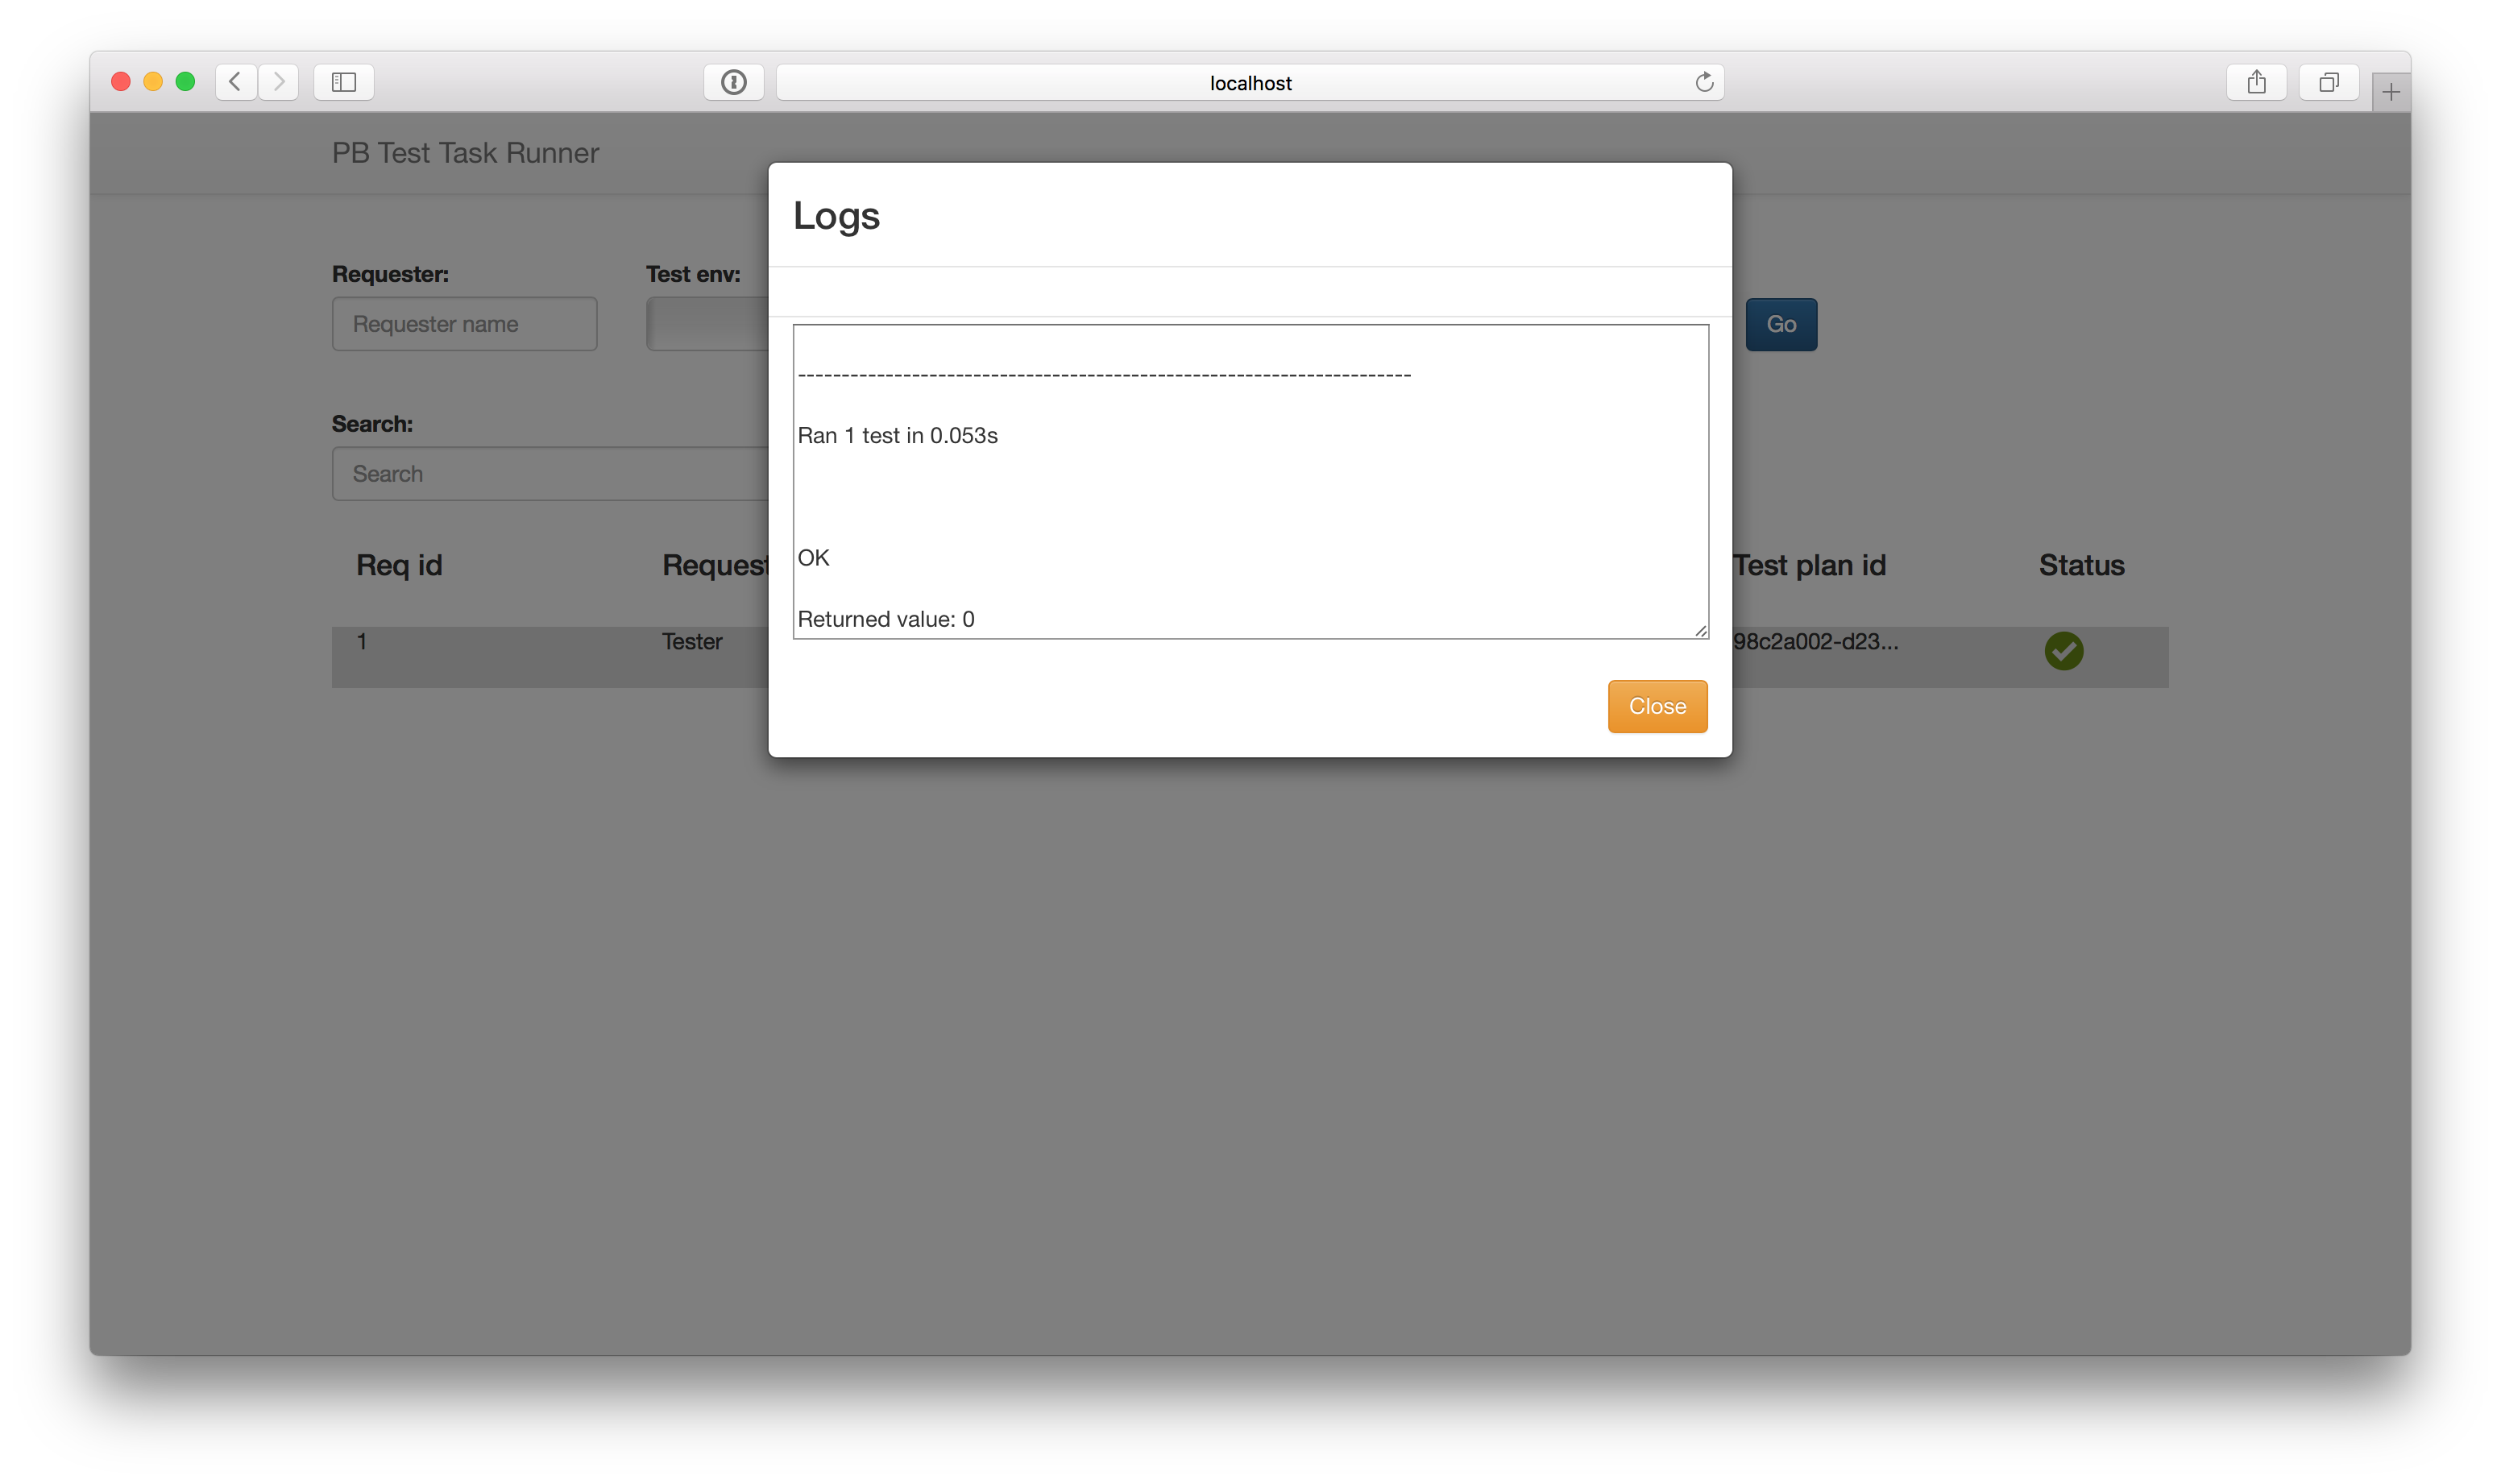 localhost
PB Test Task Runner
Logs
Requester:
Test env:
Requester name
Go
----------------------------------------------------------------------
Ran 1 test in 0.053s
Search:
Search
OK
Req id
Request
Test plan id
Status
Returned value: 0
1
Tester
98c2a002-d23...
Close